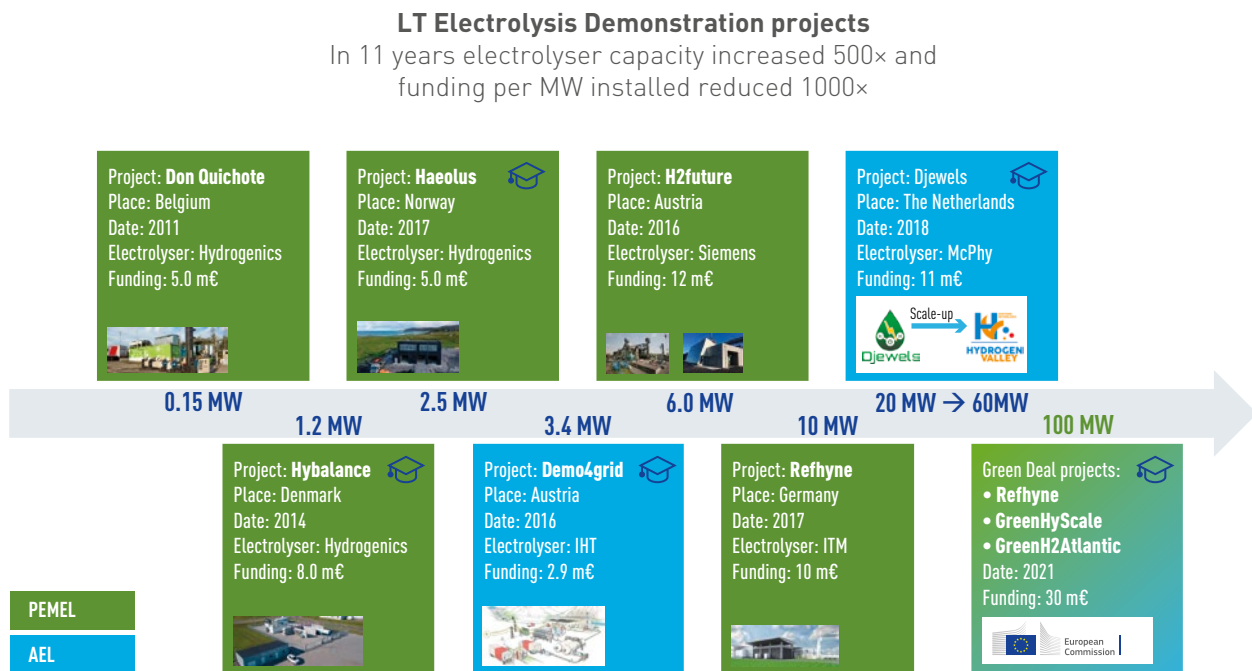 LT Electrolysis Demonstration projects
In 11 years electrolyser capacity increased 500× and
funding per MW installed reduced 1000×
Project: Don Quichote
Place: Belgium
Date: 2011
Electrolyser: Hydrogenics
Funding: 5.0 m€
Project: Haeolus
Place: Norway
Date: 2017
Electrolyser: Hydrogenics
Funding: 5.0 m€
Project: H2future
Place: Austria
Date: 2016
Electrolyser: Siemens
Funding: 12 m€
Project: Djewels
Place: The Netherlands
Date: 2018
Electrolyser: McPhy
Funding: 11 m€
Scale-up
Djewels
HYDROGEN
VALLEY
0.15 MW
2.5 MW
6.0 MW
20 MW → 60MW
1.2 MW
3.4 MW
10 MW
100 MW
Project: Hybalance
Place: Denmark
Date: 2014
Electrolyser: Hydrogenics
Funding: 8.0 m€
Project: Demo4grid
Place: Austria
Date: 2016
Electrolyser: IHT
Funding: 2.9 m€
Project: Refhyne
Place: Germany
Date: 2017
Electrolyser: ITM
Funding: 10 m€
Green Deal projects:
• Refhyne
• GreenHyScale
• GreenH2Atlantic
Date: 2021
Funding: 30 m€
European
Commission
PEMEL
AEL